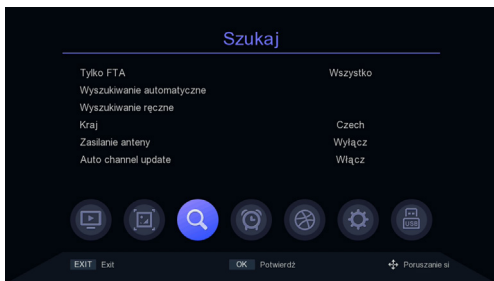 Szukaj
Tylko FTA Wszystko
Wyszukiwanie automatyczne
Wyszukiwanie ręczne
Kraj Czech
Zasilanie anteny Wyłącz
Auto channel update Włącz
USB
EXIT Exit OK Potwierdź Poruszanie si